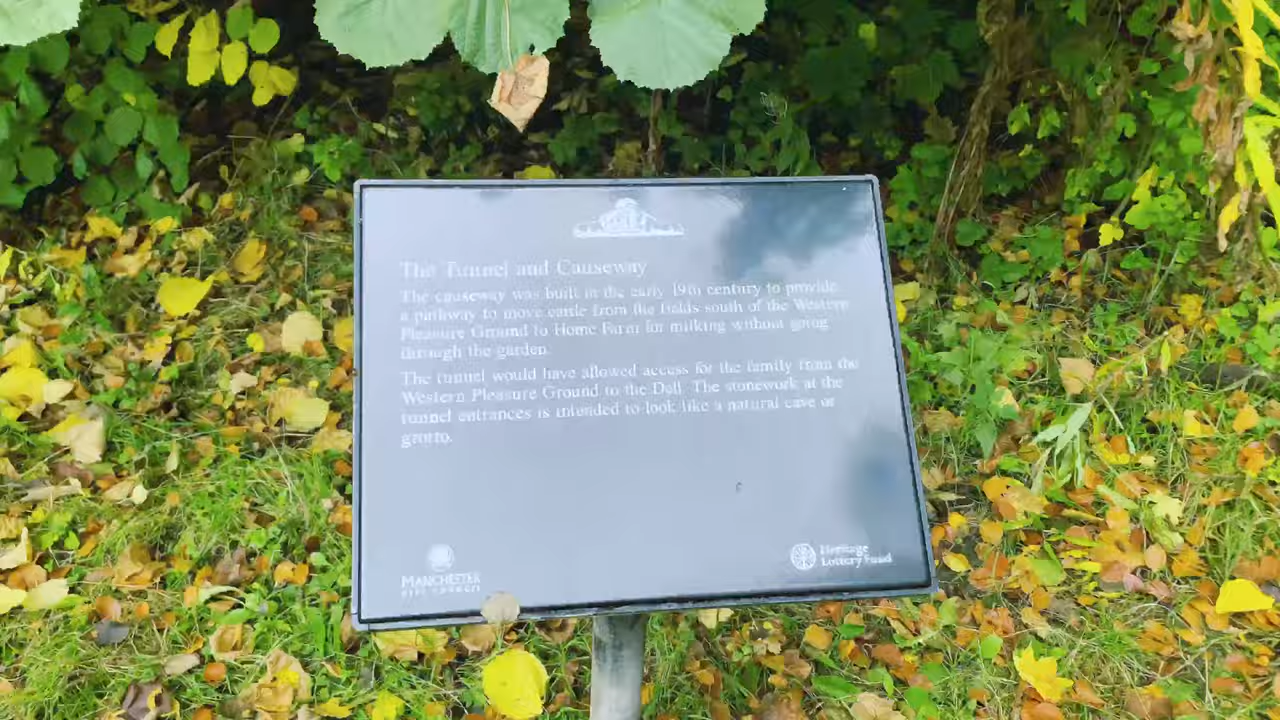 The Tunnel and Causeway
The causeway was built in the early 19th century to provide
a pathway to move cattle from the fields south of the Western
Pleasure Ground to Home Farm for milking without going
through the garden.
The tunnel would have allowed access for the family from the
Western Pleasure Ground to the Dell. The stonework at the
tunnel entrances is intended to look like a natural cave or
grotto.
MANCHESTER
CITY COUNCIL
Heritage
Lottery Fund